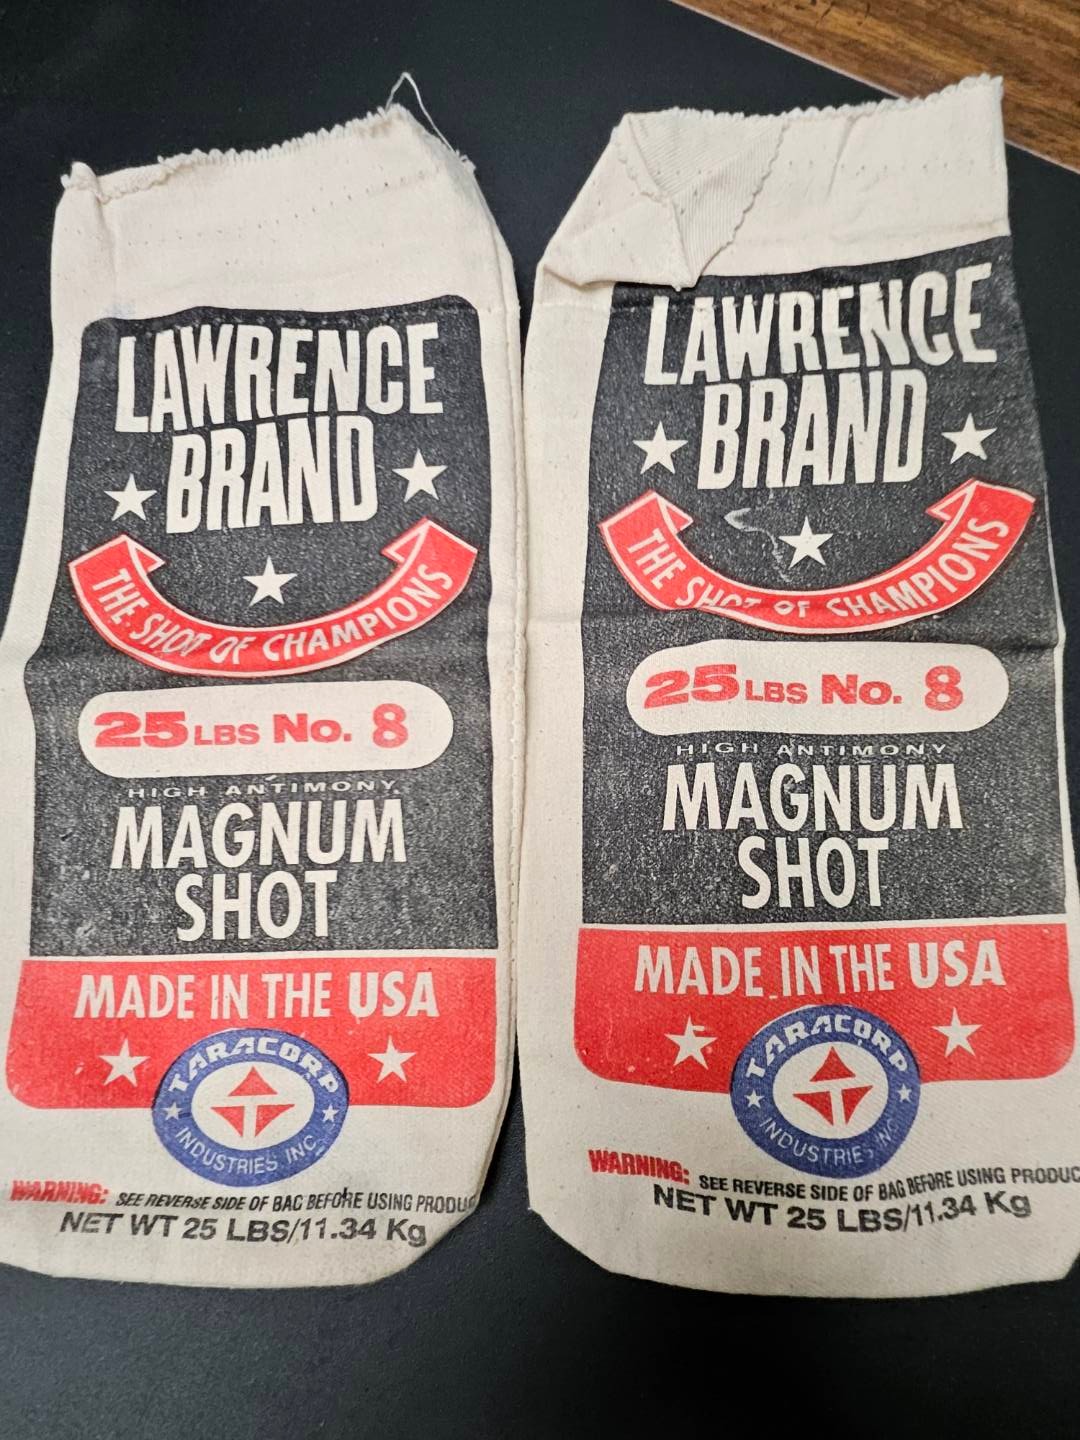 LAWRENCE
BRAND
THE SHOT OF CHAMPIONS
25 LBS No. 8
HIGH ANTIMONY
MAGNUM
SHOT
MADE IN THE USA
TARACORP
INDUSTRIES INC.
WARNING: SEE REVERSE SIDE OF BAG BEFORE USING PRODUC
NET WT 25 LBS/11.34 Kg
LAWRENCE
BRAND
THE SHOT OF CHAMPIONS
25 LBS No. 8
HIGH ANTIMONY
MAGNUM
SHOT
MADE IN THE USA
TARACORP
INDUSTRIES INC
WARNING: SEE REVERSE SIDE OF BAG BEFORE USING PRODUC
NET WT 25 LBS/11.34 Kg